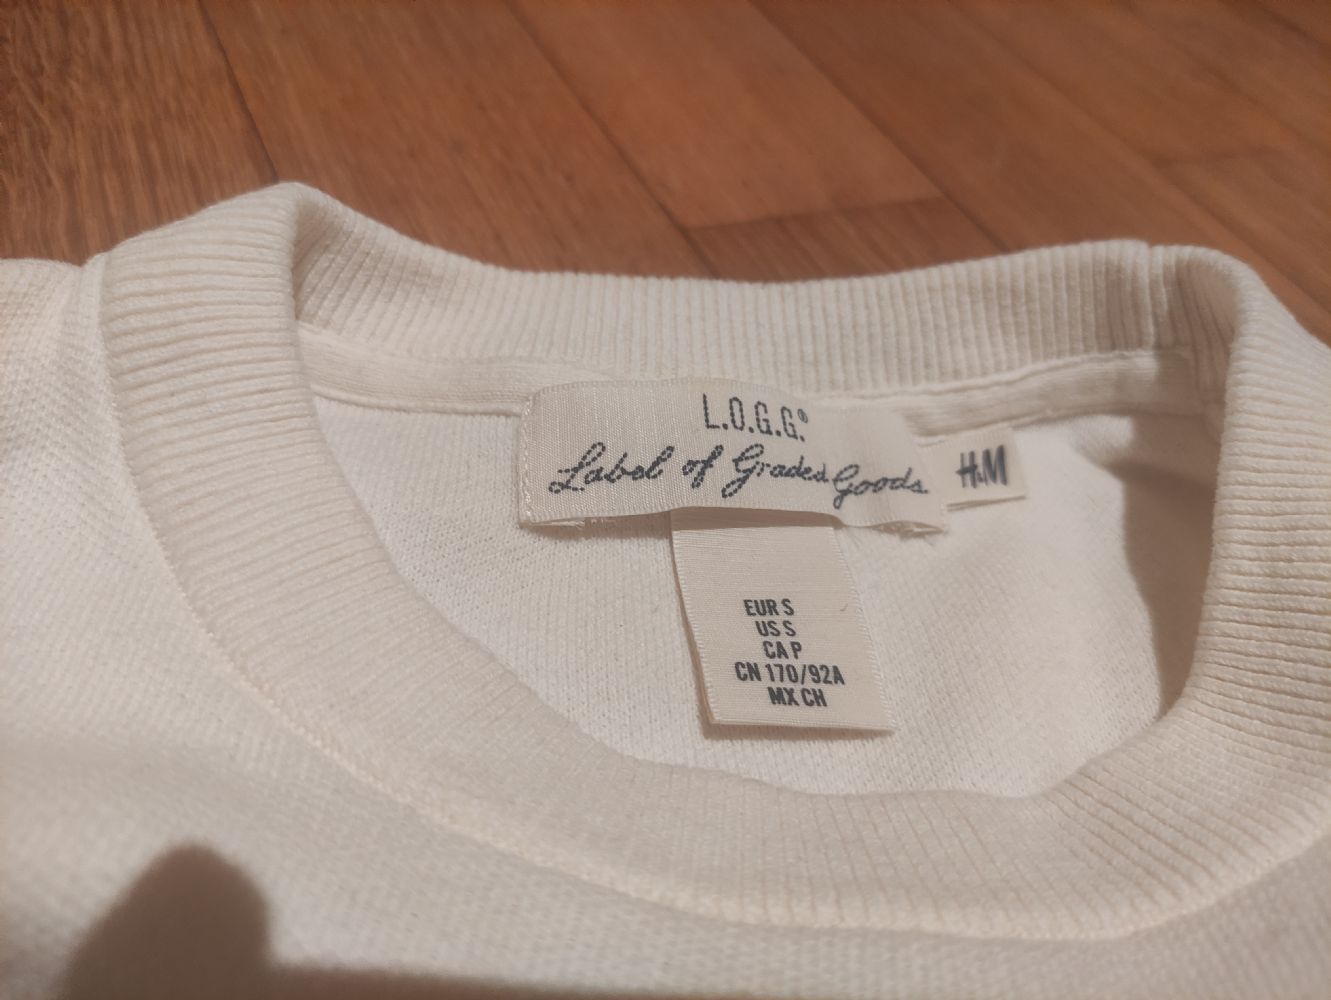 L.O.G.G.®
Label of Graded Goods
H&M
EUR S
US S
CA P
CN 170/92A
MX CH